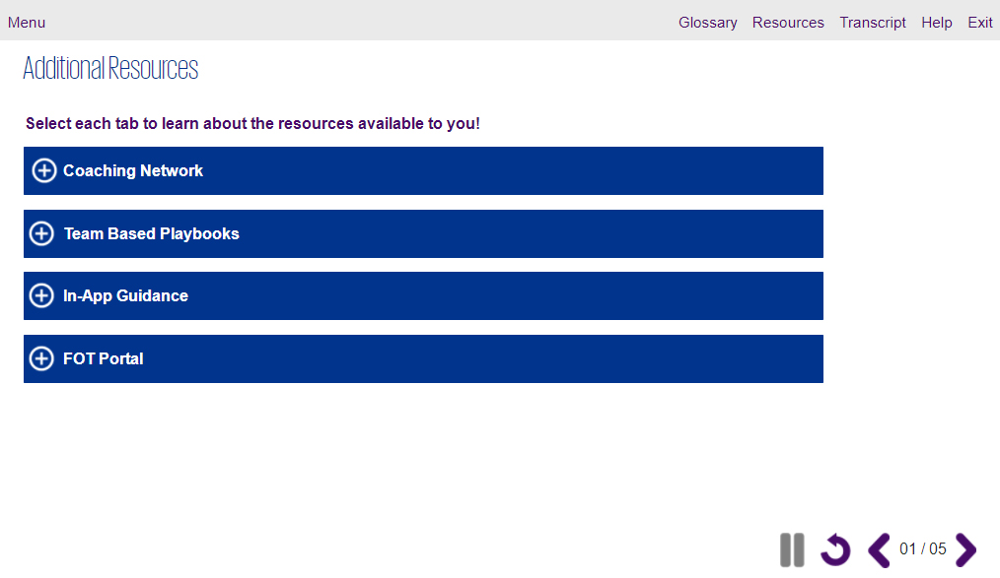 Menu Glossary Resources Transcript Help Exit
Additional Resources
Select each tab to learn about the resources available to you!
Coaching Network
Team Based Playbooks
In-App Guidance
FOT Portal
01 / 05